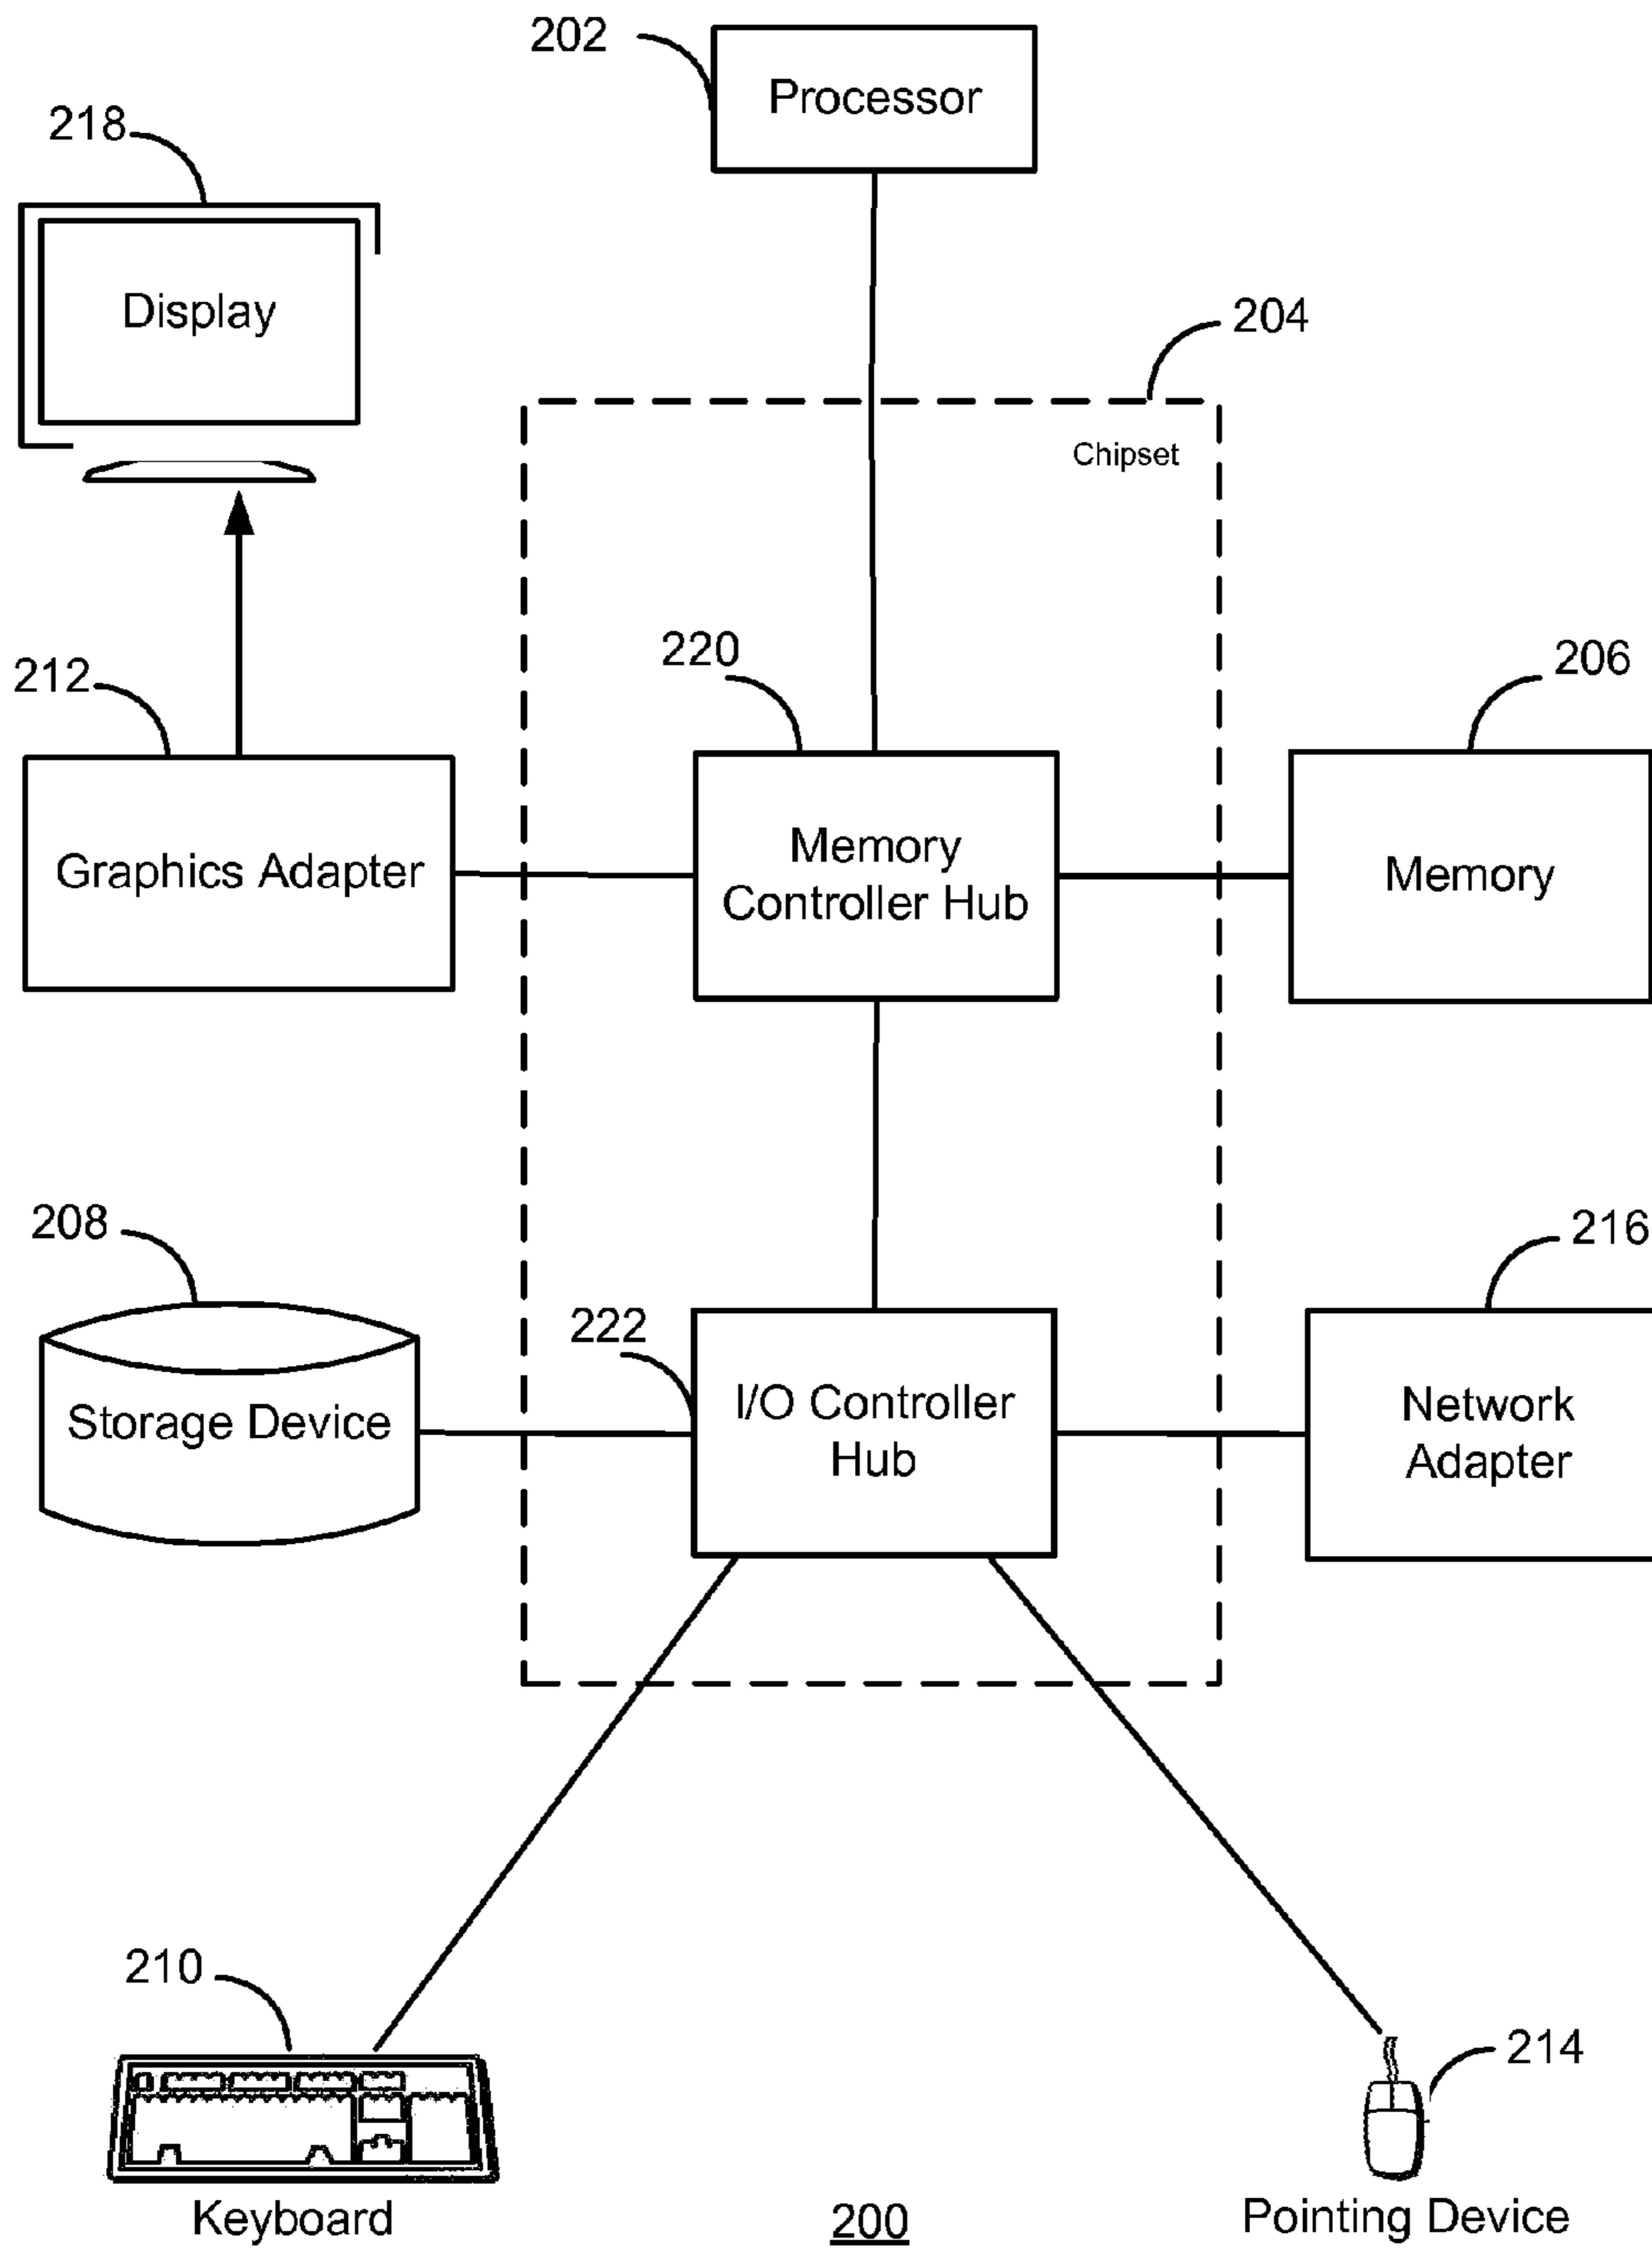 202
Processor
218
Display
204
Chipset
220
206
212
Memory
Controller Hub
Graphics Adapter
Memory
208
216
222
I/O Controller
Hub
Storage Device
Network
Adapter
210
214
Keyboard
200
Pointing Device